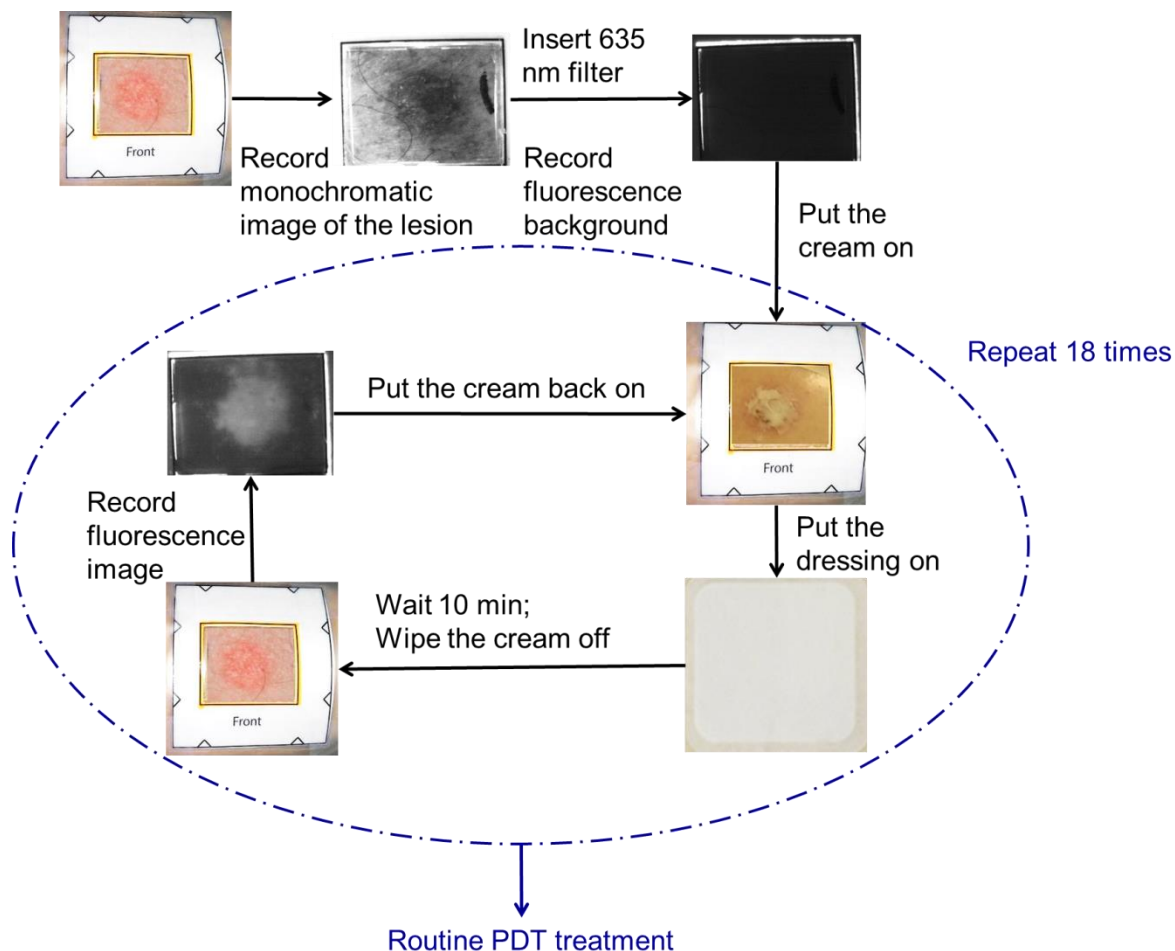 Front
Record
monochromatic
image of the lesion
Insert 635
nm filter
Record
fluorescence
background
Put the
cream on
Repeat 18 times
Put the cream back on
Front
Put the
dressing on
Wait 10 min;
Wipe the cream off
Front
Record
fluorescence
image
Routine PDT treatment